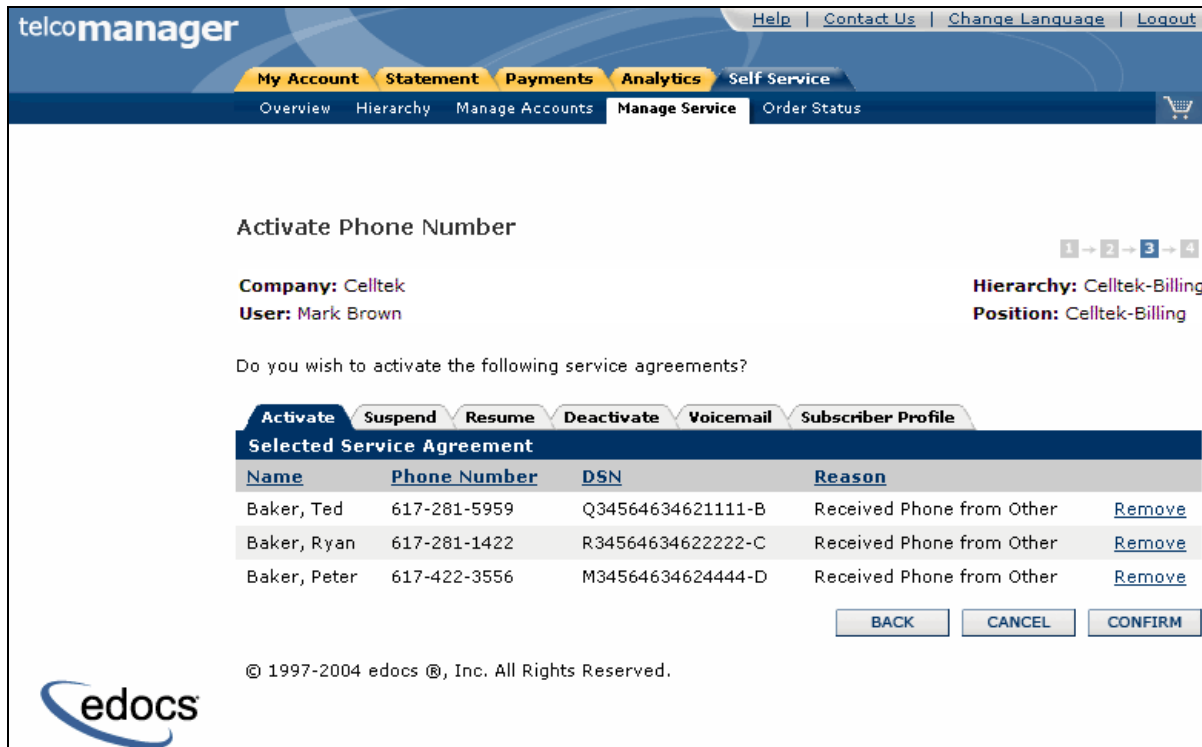 telcomanager
Help | Contact Us | Change Language | Logout
My Account Statement Payments Analytics Self Service
Overview Hierarchy Manage Accounts Manage Service Order Status
Activate Phone Number
1 → 2 → 3 → 4
Company: Celltek Hierarchy: Celltek-Billing
User: Mark Brown Position: Celltek-Billing
Do you wish to activate the following service agreements?
Activate Suspend Resume Deactivate Voicemail Subscriber Profile
Selected Service Agreement
Name Phone Number DSN Reason
Baker, Ted 617-281-5959 Q34564634621111-B Received Phone from Other Remove
Baker, Ryan 617-281-1422 R34564634622222-C Received Phone from Other Remove
Baker, Peter 617-422-3556 M34564634624444-D Received Phone from Other Remove
BACK CANCEL CONFIRM
© 1997-2004 edocs ®, Inc. All Rights Reserved.
edocs